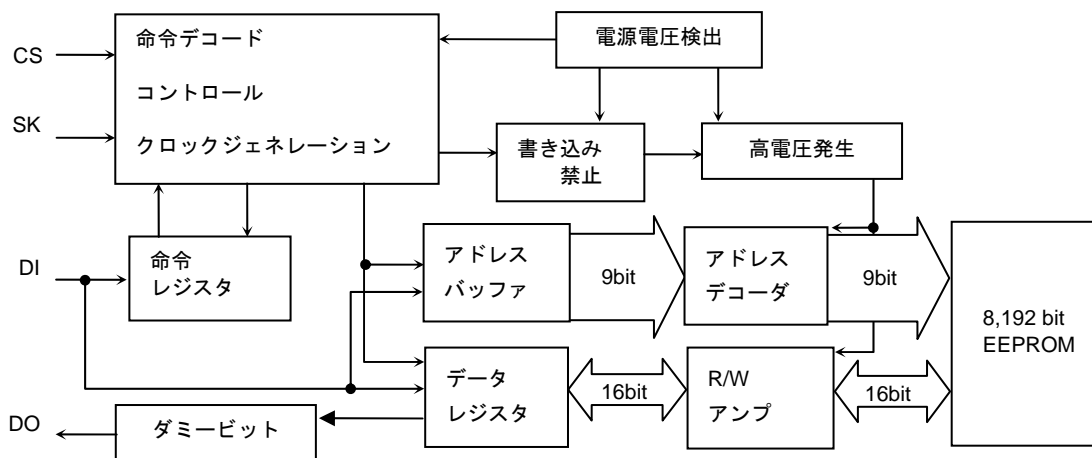 CS
SK
DI
DO
命令デコード
コントロール
クロックジェネレーション
電源電圧検出
書き込み
禁止
高電圧発生
命令
レジスタ
アドレス
バッファ
9bit
アドレス
デコーダ
9bit
8,192 bit
EEPROM
データ
レジスタ
16bit
R/W
アンプ
16bit
ダミービット